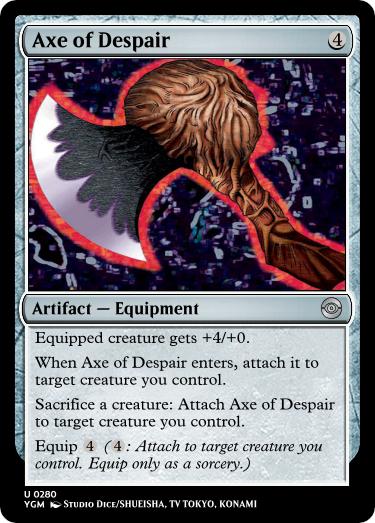 Axe of Despair 4
Artifact — Equipment
Equipped creature gets +4/+0.
When Axe of Despair enters, attach it to
target creature you control.
Sacrifice a creature: Attach Axe of Despair
to target creature you control.
Equip 4 (4: Attach to target creature you
control. Equip only as a sorcery.)
U 0280
YGM Studio Dice/SHUEISHA, TV TOKYO, KONAMI